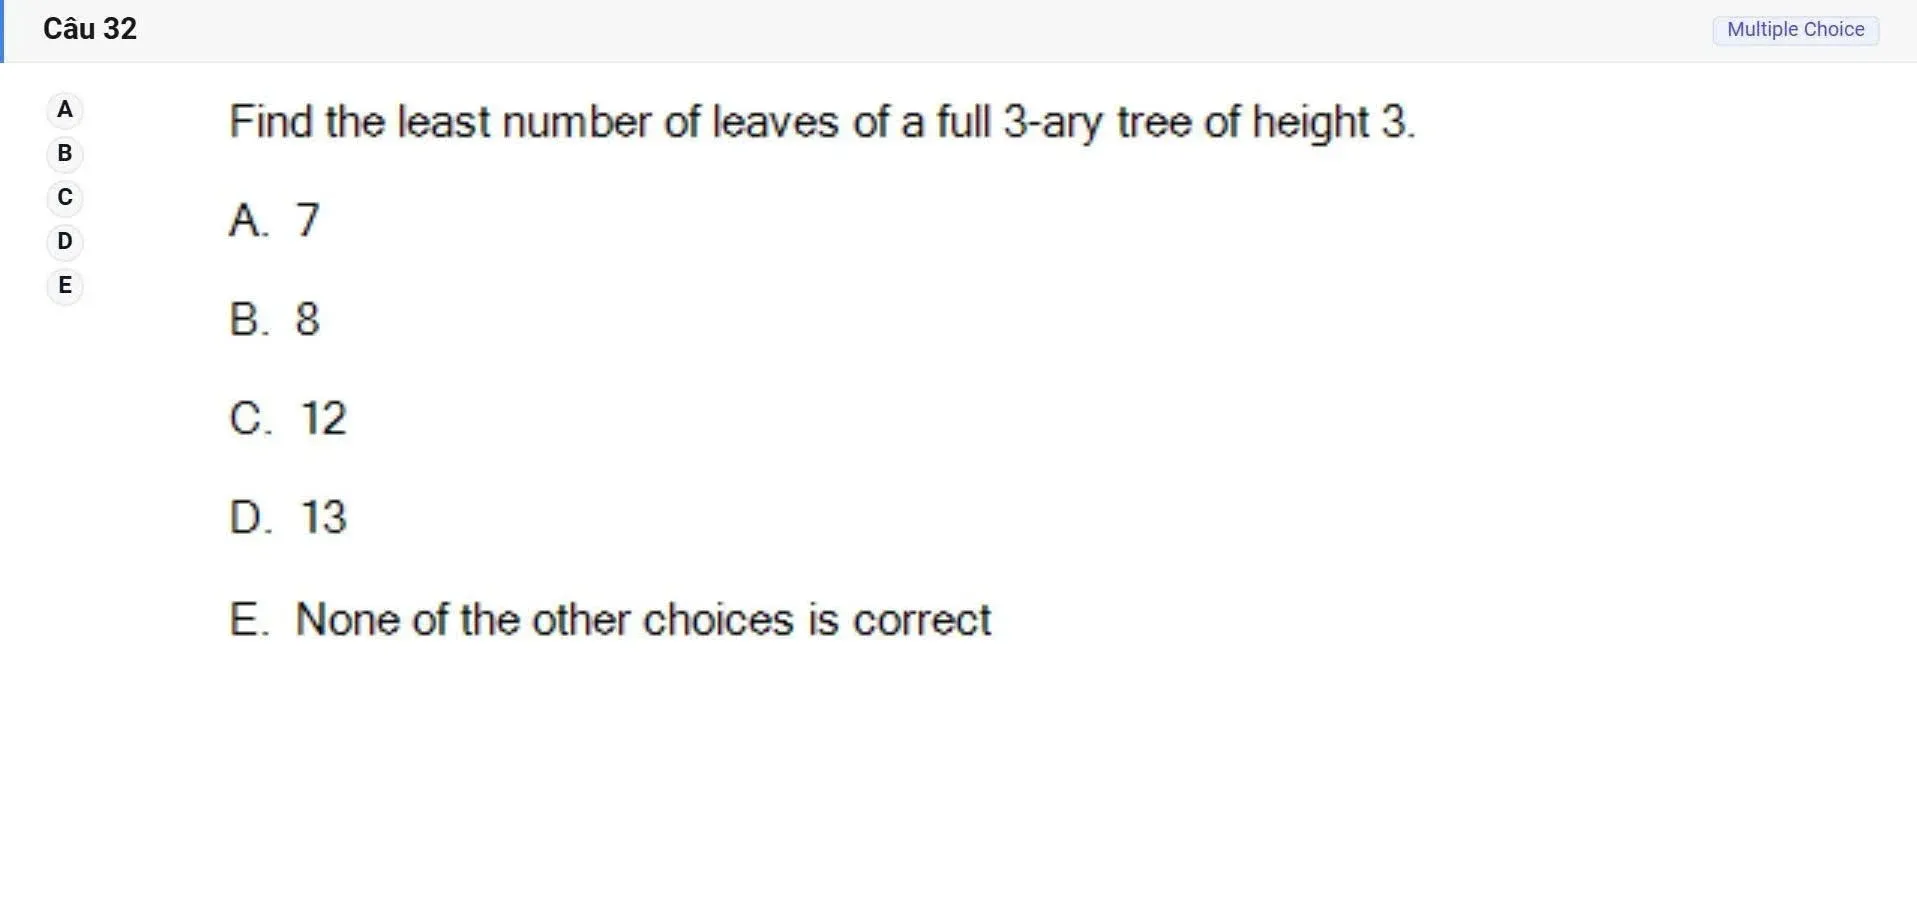 Câu 32
Multiple Choice
A
B
C
D
E
Find the least number of leaves of a full 3-ary tree of height 3.
A. 7
B. 8
C. 12
D. 13
E. None of the other choices is correct